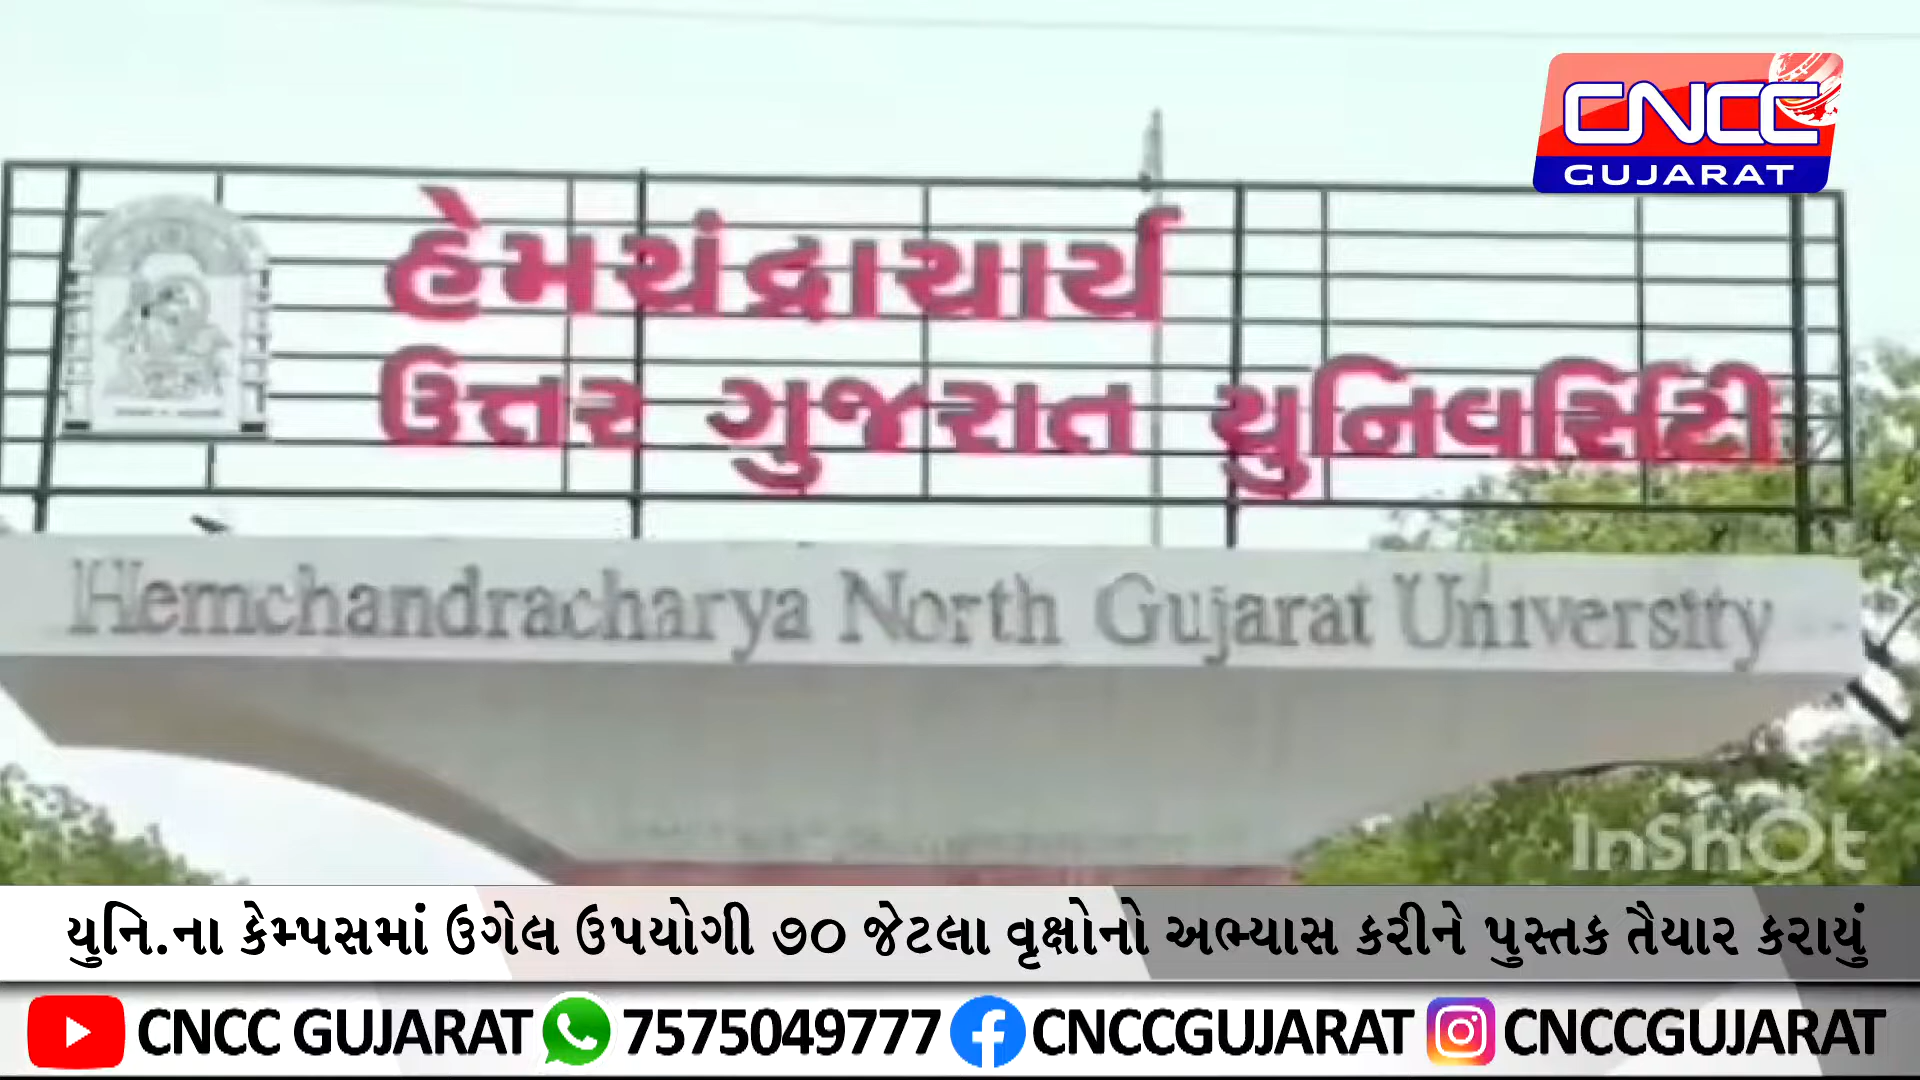 CNCC
GUJARAT
હેમચંદ્રાચાર્ય
ઉત્તર ગુજરાત યુનિવર્સિટી
Hemchandracharya North Gujarat University
InShOt
યુનિ.ના કેમ્પસમાં ઉગેલ ઉપયોગી ૭૦ જેટલા વૃક્ષોનો અભ્યાસ કરીને પુસ્તક તૈયાર કરાયું
CNCC GUJARAT 7575049777 CNCCGUJARAT CNCCGUJARAT